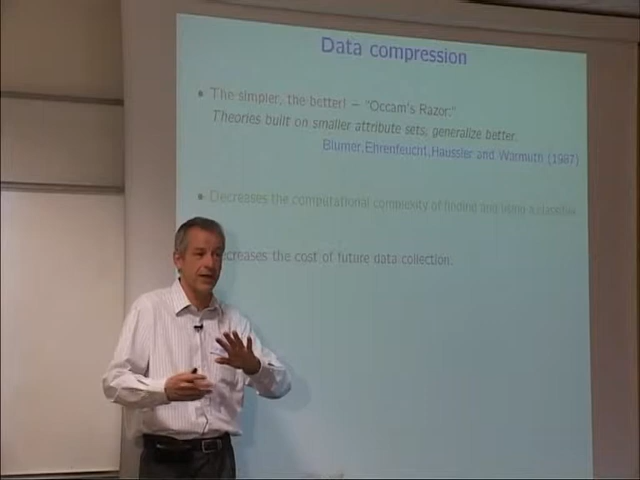 Data compression
• The simpler, the better! – "Occam's Razor:"
Theories built on smaller attribute sets, generalize better.
Blumer,Ehrenfeucht,Haussler and Warmuth (1987)
• Decreases the computational complexity of finding and using a classifier.
ecreases the cost of future data collection.